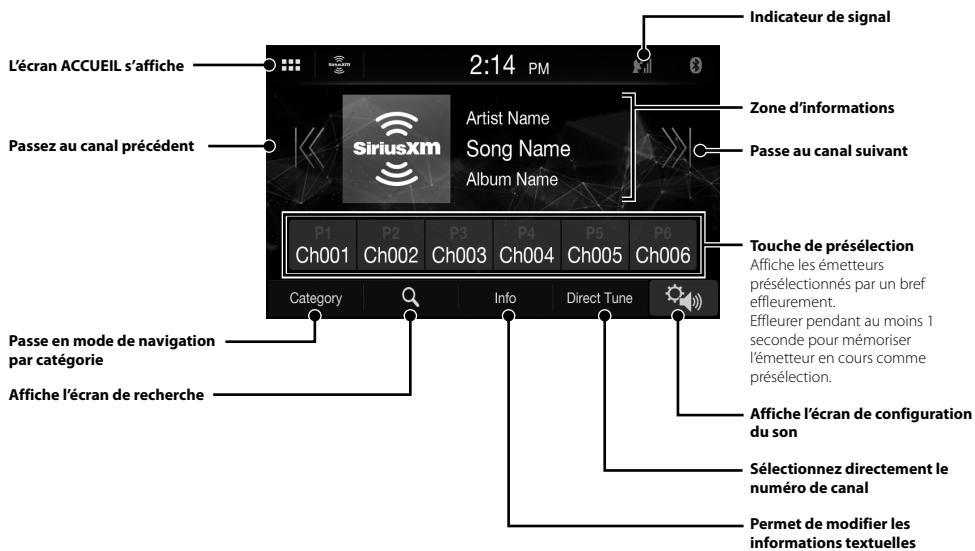 Indicateur de signal
L'écran ACCUEIL s'affiche
SiriusXM
2:14 PM
Zone d'informations
Artist Name
Passez au canal précédent
SiriusXM
Song Name
Passe au canal suivant
Album Name
P1 P2 P3 P4 P5 P6
Ch001 Ch002 Ch003 Ch004 Ch005 Ch006
Touche de présélection
Affiche les émetteurs
présélectionnés par un bref
effleurement.
Effleurer pendant au moins 1
seconde pour mémoriser
l'émetteur en cours comme
présélection.
Category Info Direct Tune
Passe en mode de navigation
par catégorie
Affiche l'écran de recherche
Affiche l'écran de configuration
du son
Sélectionnez directement le
numéro de canal
Permet de modifier les
informations textuelles